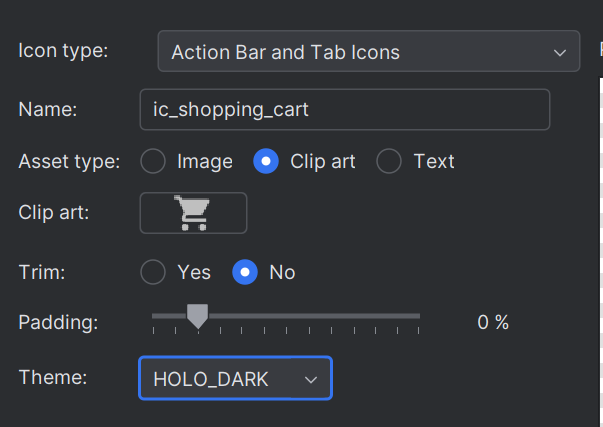 Icon type: Action Bar and Tab Icons
Name: ic_shopping_cart
Asset type: Image Clip art Text
Clip art:
Trim: Yes No
Padding: 0 %
Theme: HOLO_DARK